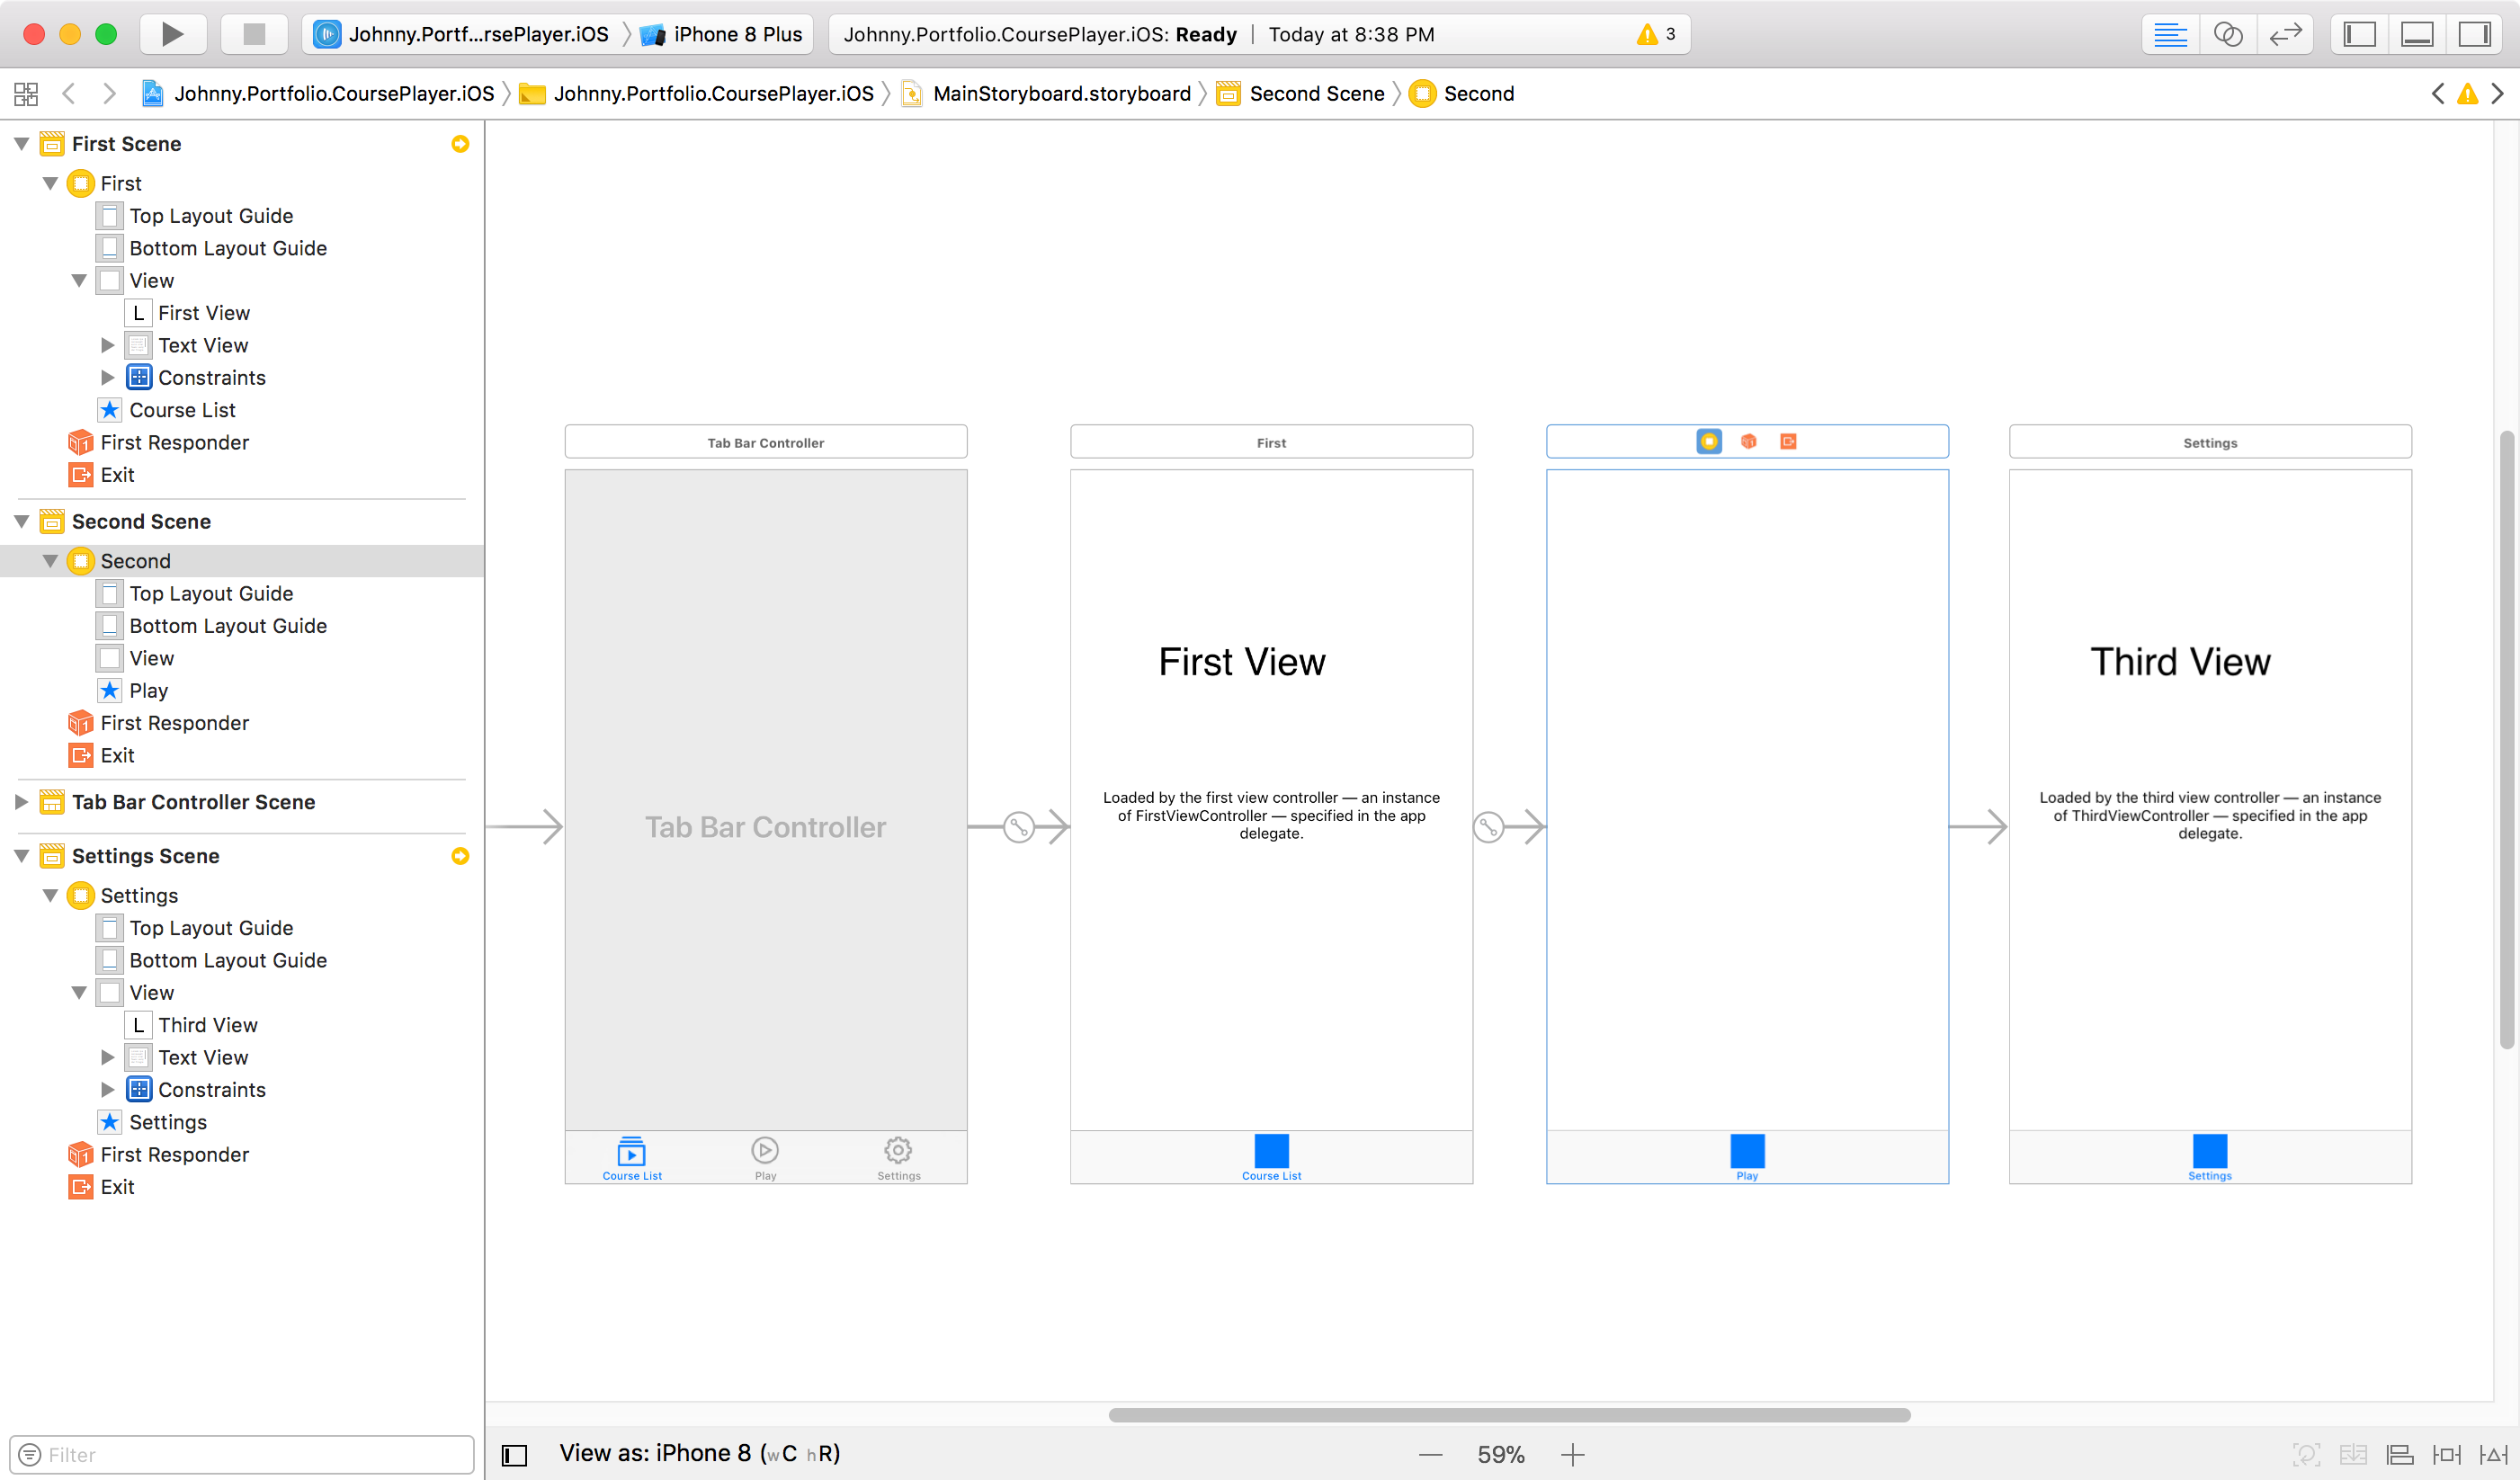 Johnny.Portf...rsePlayer.iOS
iPhone 8 Plus
Johnny.Portfolio.CoursePlayer.iOS: Ready | Today at 8:38 PM
3
Johnny.Portfolio.CoursePlayer.iOS
Johnny.Portfolio.CoursePlayer.iOS
MainStoryboard.storyboard
Second Scene
Second
First Scene
First
Top Layout Guide
Bottom Layout Guide
View
L First View
Text View
Constraints
Course List
First Responder
Exit
Second Scene
Second
Top Layout Guide
Bottom Layout Guide
View
Play
First Responder
Exit
Tab Bar Controller Scene
Settings Scene
Settings
Top Layout Guide
Bottom Layout Guide
View
L Third View
Text View
Constraints
Settings
First Responder
Exit
Filter
Tab Bar Controller
Tab Bar Controller
Course List
Play
Settings
First
First View
Loaded by the first view controller — an instance
of FirstViewController — specified in the app
delegate.
Course List
Play
Settings
Third View
Loaded by the third view controller — an instance
of ThirdViewController — specified in the app
delegate.
Settings
View as: iPhone 8 (wC hR)
59%